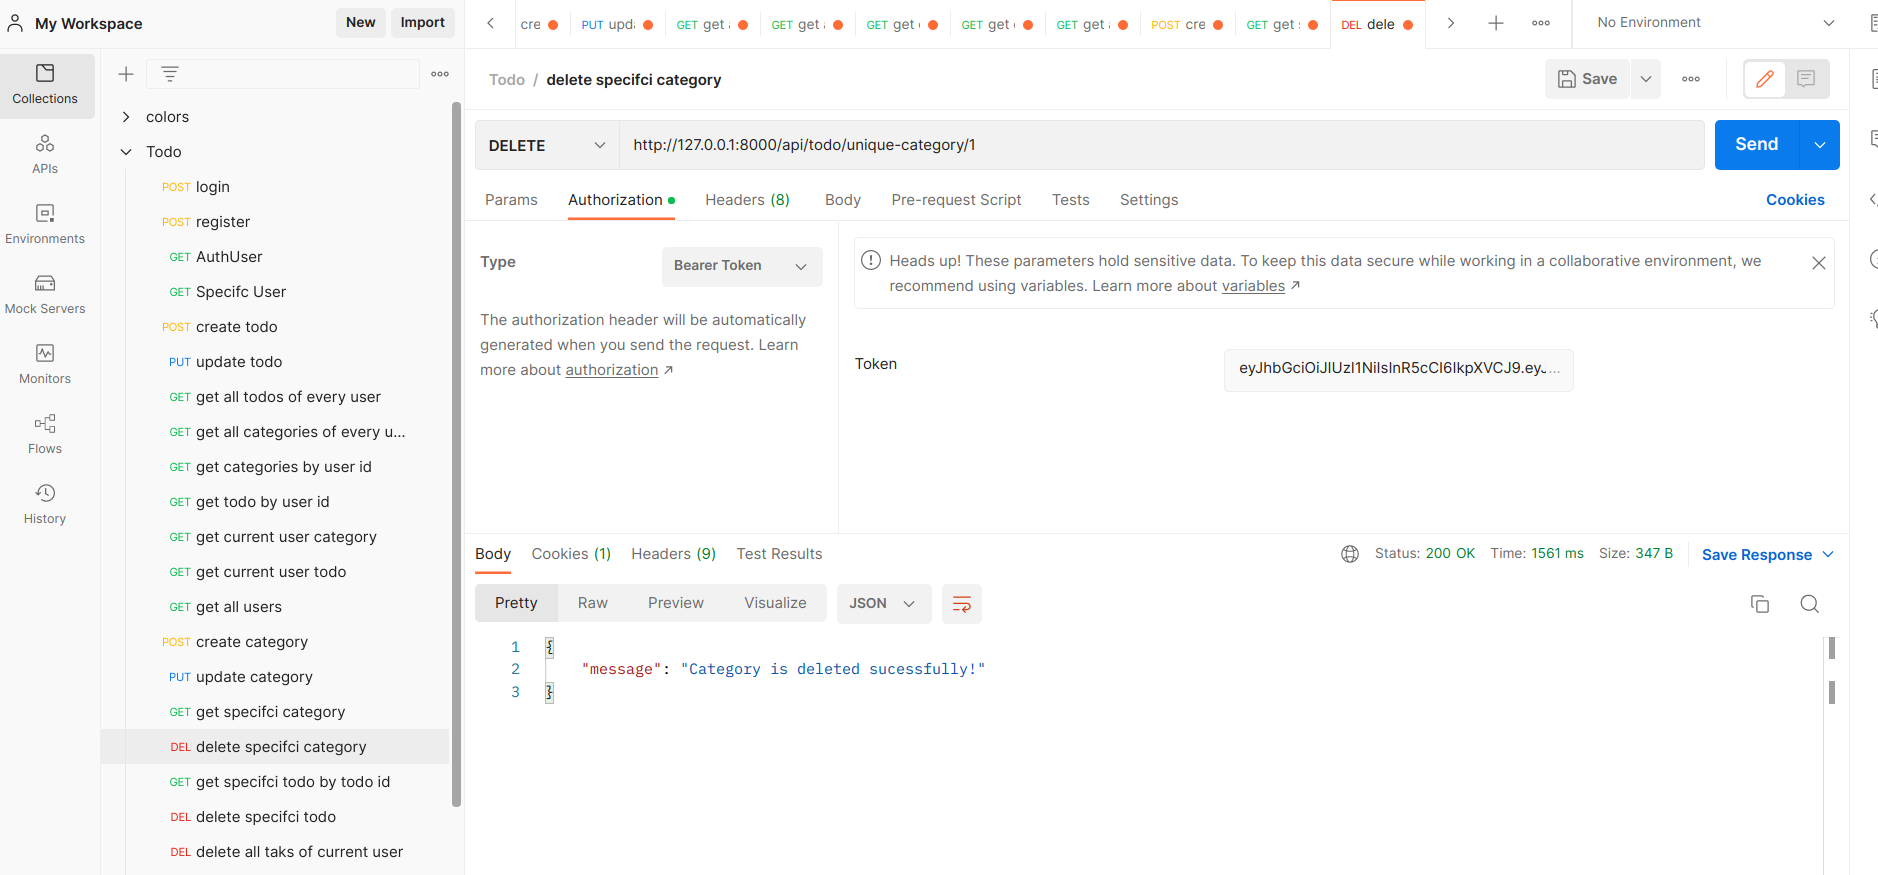 My Workspace
New
Import
cre
PUT upda
GET get a
GET get a
GET get c
GET get c
GET get a
POST cre
GET get s
DEL dele
No Environment
Collections
APIs
Environments
Mock Servers
Monitors
Flows
History
colors
Todo
POST login
POST register
GET AuthUser
GET Specifc User
POST create todo
PUT update todo
GET get all todos of every user
GET get all categories of every u...
GET get categories by user id
GET get todo by user id
GET get current user category
GET get current user todo
GET get all users
POST create category
PUT update category
GET get specifci category
DEL delete specifci category
GET get specifci todo by todo id
DEL delete specifci todo
DEL delete all taks of current user
Todo / delete specifci category
Save
DELETE
http://127.0.0.1:8000/api/todo/unique-category/1
Send
Params
Authorization
Headers (8)
Body
Pre-request Script
Tests
Settings
Cookies
Type
Bearer Token
The authorization header will be automatically
generated when you send the request. Learn
more about authorization ↗
Heads up! These parameters hold sensitive data. To keep this data secure while working in a collaborative environment, we
recommend using variables. Learn more about variables ↗
Token
eyJhbGciOiJIUzI1NiIsInR5cCI6IkpXVCJ9.eyJ...
Body
Cookies (1)
Headers (9)
Test Results
Status: 200 OK
Time: 1561 ms
Size: 347 B
Save Response
Pretty
Raw
Preview
Visualize
JSON
1 {
2 "message": "Category is deleted sucessfully!"
3 }